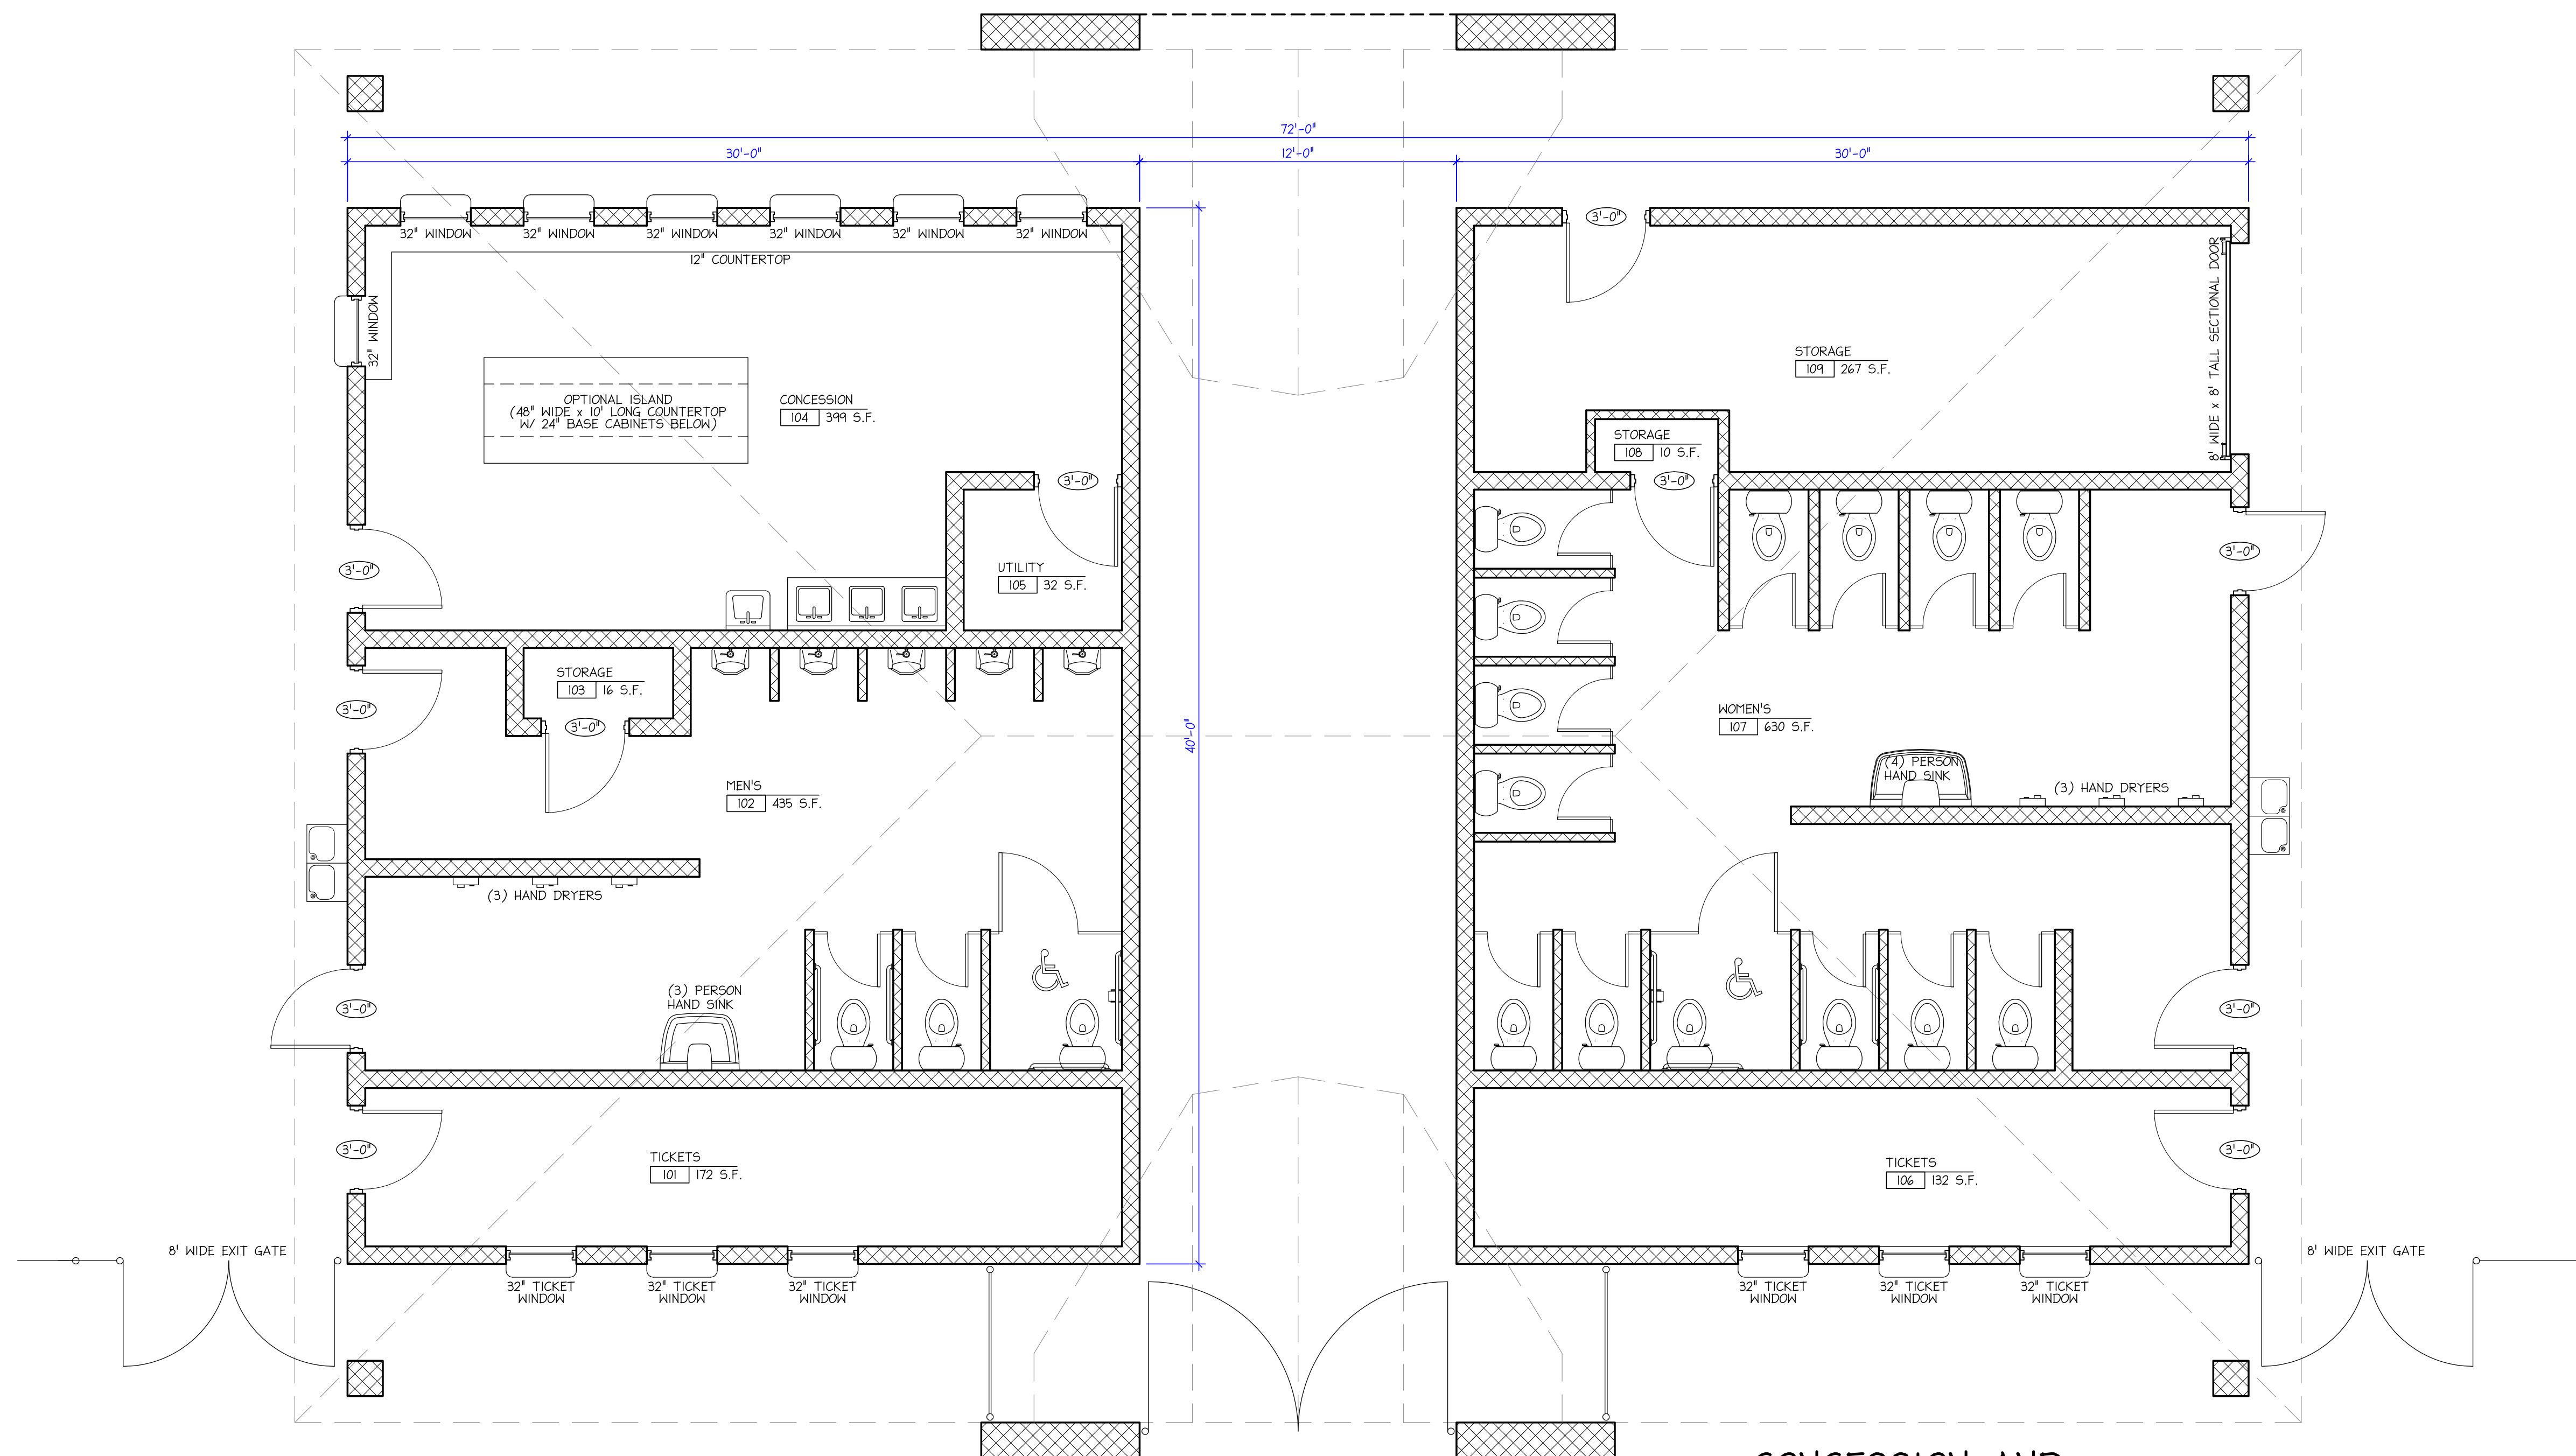 72'-0"
30'-0"
12'-0"
30'-0"
32" WINDOW
32" WINDOW
32" WINDOW
32" WINDOW
32" WINDOW
32" WINDOW
3'-0"
12" COUNTERTOP
32" WINDOW
8' WIDE x 8' TALL SECTIONAL DOOR
STORAGE
109 267 S.F.
OPTIONAL ISLAND
(48" WIDE x 10' LONG COUNTERTOP
W/ 24" BASE CABINETS BELOW)
CONCESSION
104 399 S.F.
STORAGE
108 10 S.F.
3'-0"
3'-0"
3'-0"
3'-0"
UTILITY
105 32 S.F.
STORAGE
103 16 S.F.
3'-0"
3'-0"
40'-0"
WOMEN'S
107 630 S.F.
MEN'S
102 435 S.F.
(4) PERSON
HAND SINK
(3) HAND DRYERS
(3) HAND DRYERS
(3) PERSON
HAND SINK
3'-0"
3'-0"
3'-0"
3'-0"
TICKETS
101 172 S.F.
TICKETS
106 132 S.F.
8' WIDE EXIT GATE
8' WIDE EXIT GATE
32" TICKET
WINDOW
32" TICKET
WINDOW
32" TICKET
WINDOW
32" TICKET
WINDOW
32" TICKET
WINDOW
32" TICKET
WINDOW
CONCESSION AND